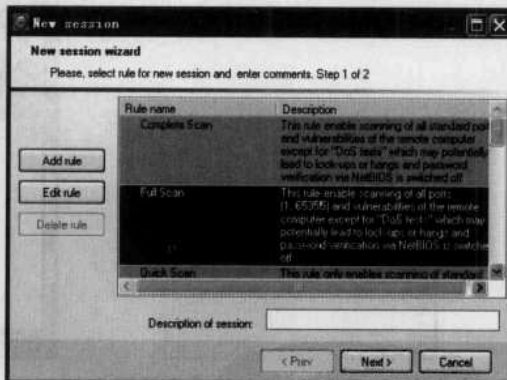 New session
New session wizard
Please, select rule for new session and enter comments. Step 1 of 2
Rule name Description
Complete Scan This rule enable scanning of all standard port
and vulnerabilities of the remote computer
except for "DoS tests" which may potentially
lead to lock-ups or hangs and password
verification via NetBIOS is switched off
Add rule
Edit rule
Delete rule
Full Scan This rule enable scanning of all ports
(1..65355) and vulnerabilities of the remote
computer except for "DoS test:" which may
potentially lead to lock-ups or hangs and
password verification via NetBIOS is switche
off
Quick Scan This rule only enables scanning of standard
Description of session:
< Prev
Next >
Cancel